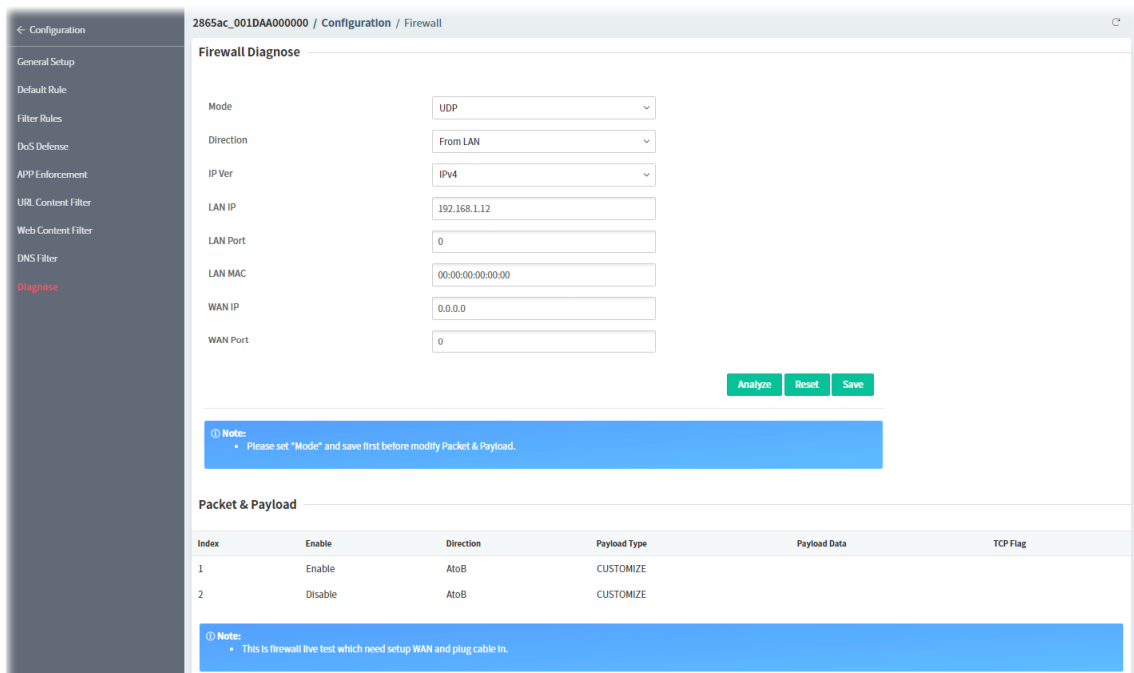 ← Configuration
General Setup
Default Rule
Filter Rules
DoS Defense
APP Enforcement
URL Content Filter
Web Content Filter
DNS Filter
Diagnose
2865ac_001DAA000000 / Configuration / Firewall
Firewall Diagnose
Mode UDP
Direction From LAN
IP Ver IPv4
LAN IP 192.168.1.12
LAN Port 0
LAN MAC 00:00:00:00:00:00
WAN IP 0.0.0.0
WAN Port 0
Analyze Reset Save
Note:
• Please set "Mode" and save first before modify Packet & Payload.
Packet & Payload
Index Enable Direction Payload Type Payload Data TCP Flag
1 Enable AtoB CUSTOMIZE
2 Disable AtoB CUSTOMIZE
Note:
• This is firewall live test which need setup WAN and plug cable in.